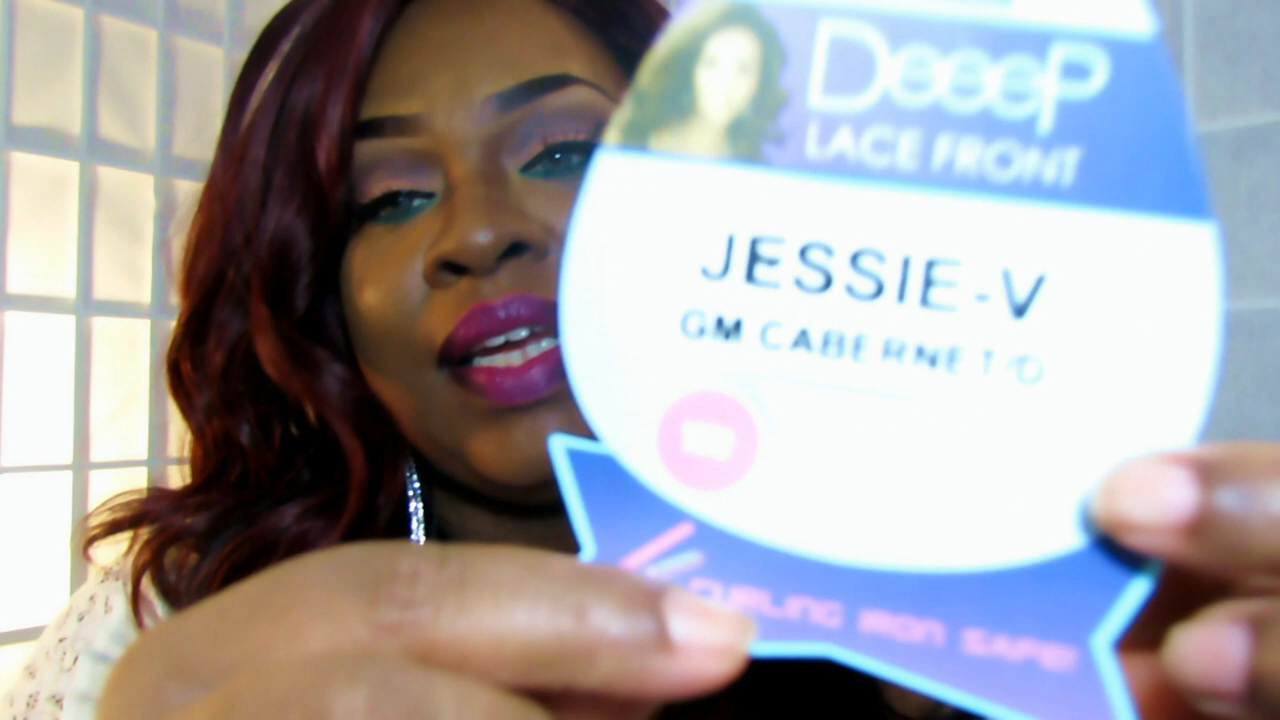 DeeeP
LACE FRONT
JESSIE-V
GM CABERNET/D
CURLING IRON SAFE!